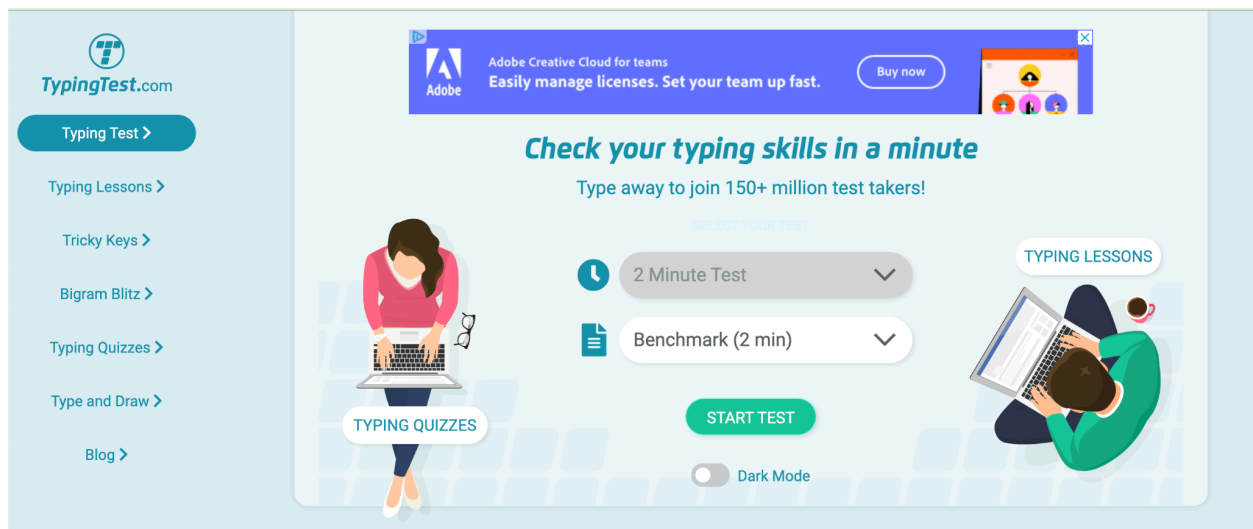 TypingTest.com
Typing Test
Typing Lessons
Tricky Keys
Bigram Blitz
Typing Quizzes
Type and Draw
Blog
Adobe
Adobe Creative Cloud for teams
Easily manage licenses. Set your team up fast.
Buy now
Check your typing skills in a minute
Type away to join 150+ million test takers!
SELECT YOUR TEST
2 Minute Test
Benchmark (2 min)
START TEST
Dark Mode
TYPING QUIZZES
TYPING LESSONS